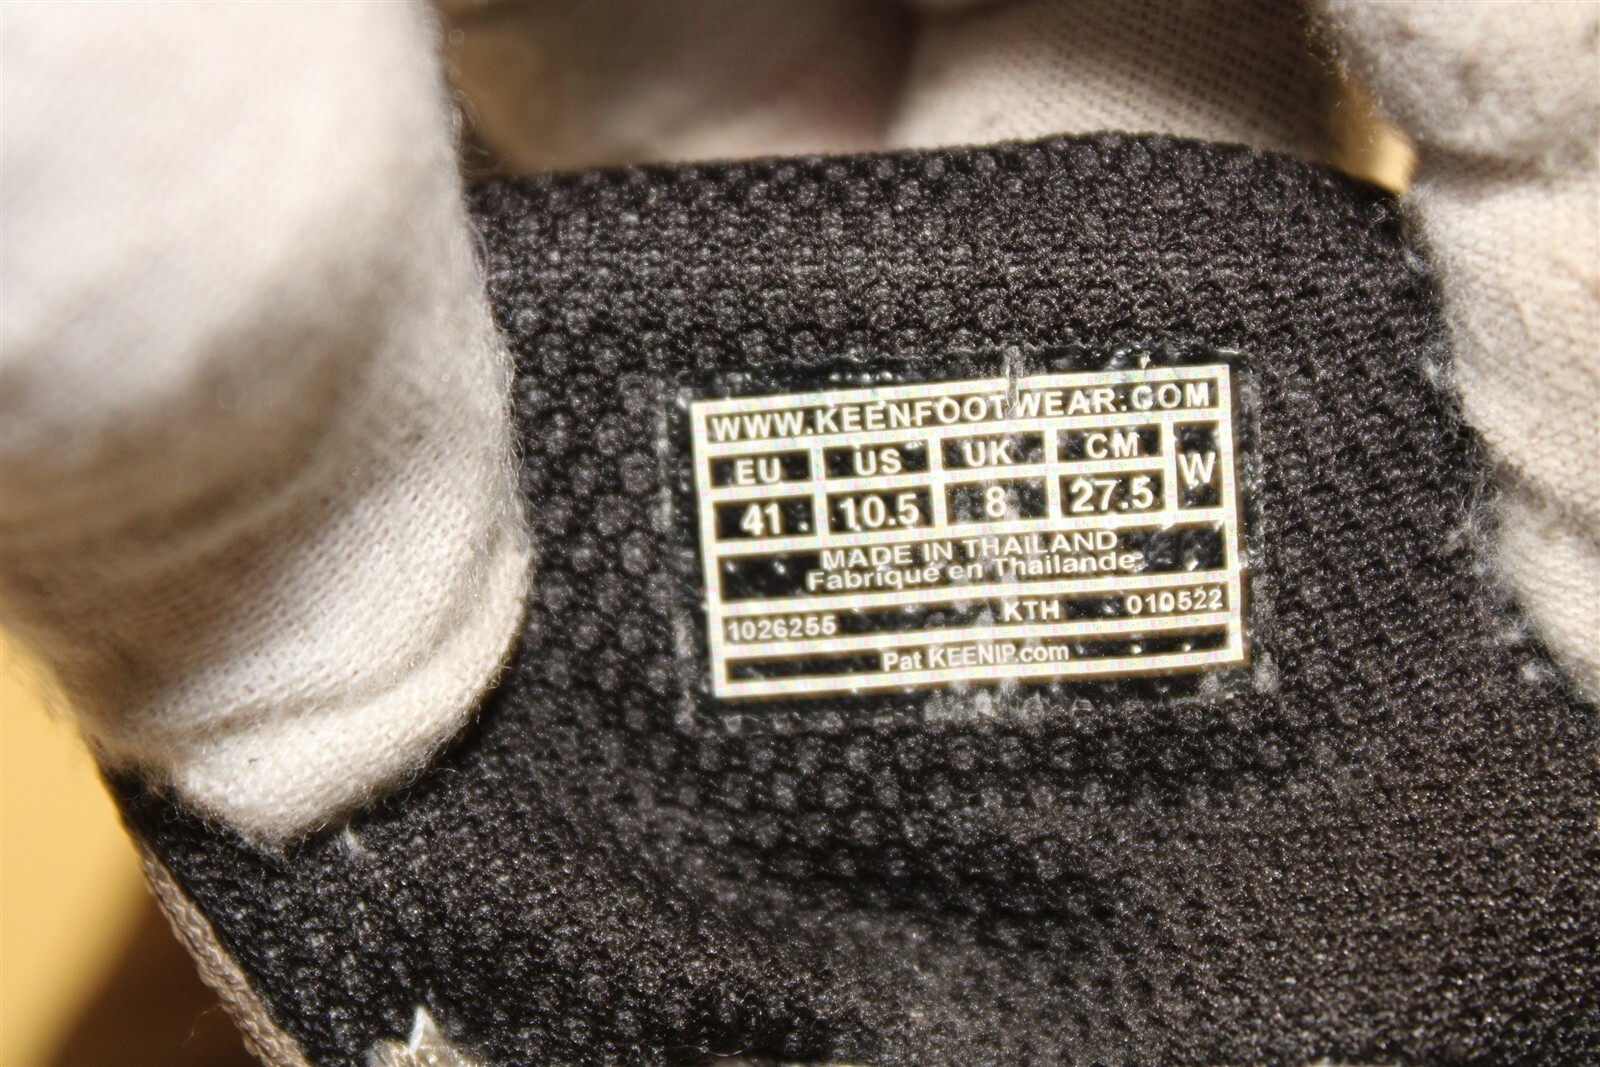 WWW.KEENFOOTWEAR.COM
EU US UK CM W
41 10.5 8 27.5
MADE IN THAILAND
Fabriqué en Thaïlande
1026255 KTH 010522
Pat KEENIP.com